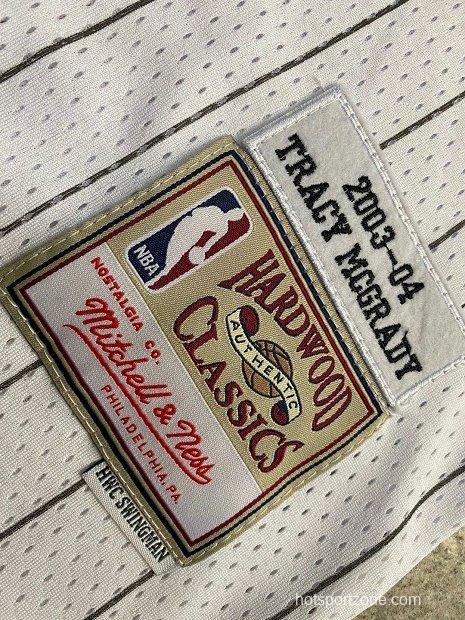 2003-04
TRACY MCGRADY
NBA
HARDWOOD
AUTHENTIC
CLASSICS
NOSTALGIA CO.
Mitchell & Ness
PHILADELPHIA, PA.
HWC SWINGMAN
hotsportzone.com